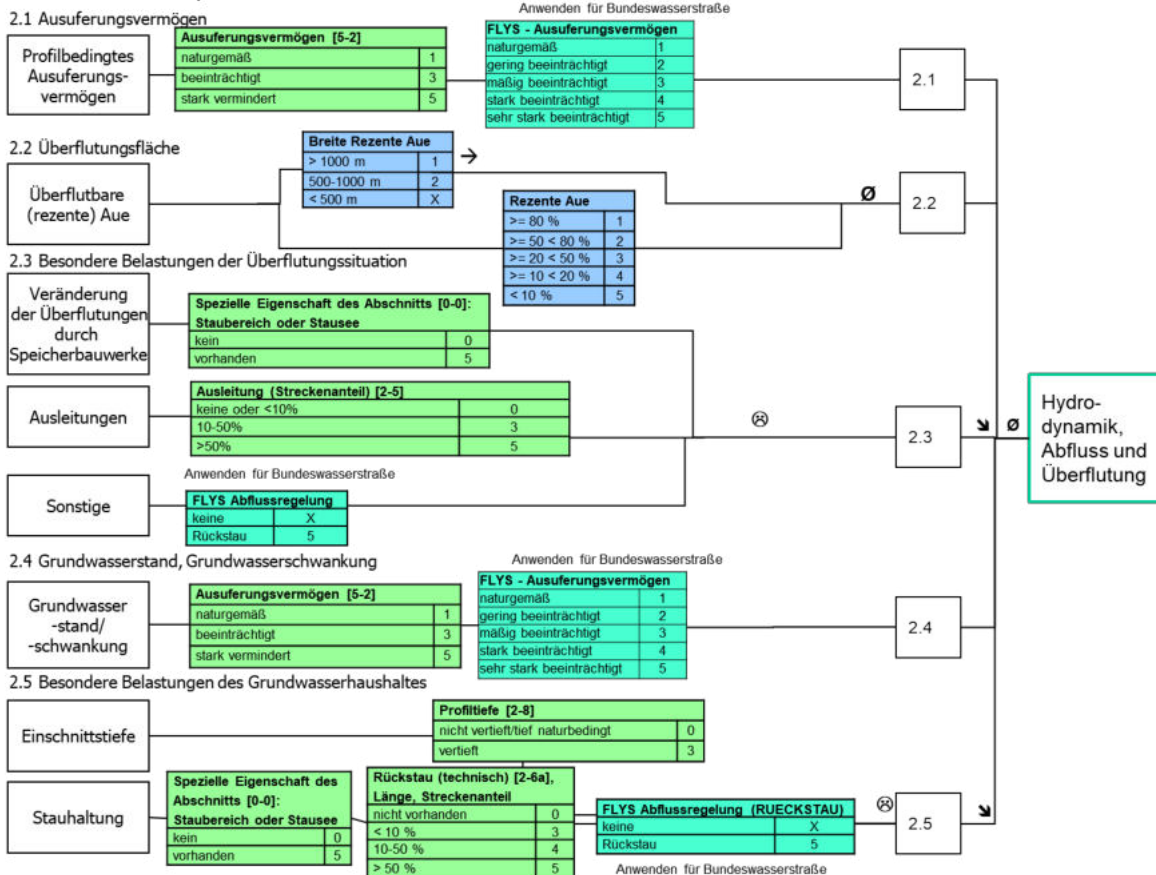 Anwenden für Bundeswasserstraße
2.1 Ausuferungsvermögen
Profilbedingtes
Ausuferungs-
vermögen
Ausuferungsvermögen [5-2]
naturgemäß 1
beeinträchtigt 3
stark vermindert 5
FLYS - Ausuferungsvermögen
naturgemäß 1
gering beeinträchtigt 2
mäßig beeinträchtigt 3
stark beeinträchtigt 4
sehr stark beeinträchtigt 5
2.1
2.2 Überflutungsfläche
Überflutbare
(rezente) Aue
Breite Rezente Aue
> 1000 m 1
500-1000 m 2
< 500 m X
→
Rezente Aue
>= 80 % 1
>= 50 < 80 % 2
>= 20 < 50 % 3
>= 10 < 20 % 4
< 10 % 5
Ø
2.2
2.3 Besondere Belastungen der Überflutungssituation
Veränderung
der Überflutungen
durch
Speicherbauwerke
Spezielle Eigenschaft des Abschnitts [0-0]:
Staubereich oder Stausee
kein 0
vorhanden 5
Ausleitungen
Ausleitung (Streckenanteil) [2-5]
keine oder <10% 0
10-50% 3
>50% 5
☹
2.3
Anwenden für Bundeswasserstraße
Sonstige
FLYS Abflussregelung
keine X
Rückstau 5
➘ Ø
Hydro-
dynamik,
Abfluss und
Überflutung
2.4 Grundwasserstand, Grundwasserschwankung
Anwenden für Bundeswasserstraße
Grundwasser
-stand/
-schwankung
Ausuferungsvermögen [5-2]
naturgemäß 1
beeinträchtigt 3
stark vermindert 5
FLYS - Ausuferungsvermögen
naturgemäß 1
gering beeinträchtigt 2
mäßig beeinträchtigt 3
stark beeinträchtigt 4
sehr stark beeinträchtigt 5
2.4
2.5 Besondere Belastungen des Grundwasserhaushaltes
Einschnittstiefe
Profiltiefe [2-8]
nicht vertieft/tief naturbedingt 0
vertieft 3
Stauhaltung
Spezielle Eigenschaft des
Abschnitts [0-0]:
Staubereich oder Stausee
kein 0
vorhanden 5
Rückstau (technisch) [2-6a],
Länge, Streckenanteil
nicht vorhanden 0
< 10 % 3
10-50 % 4
> 50 % 5
FLYS Abflussregelung (RUECKSTAU)
keine X
Rückstau 5
Anwenden für Bundeswasserstraße
☹
2.5
➘